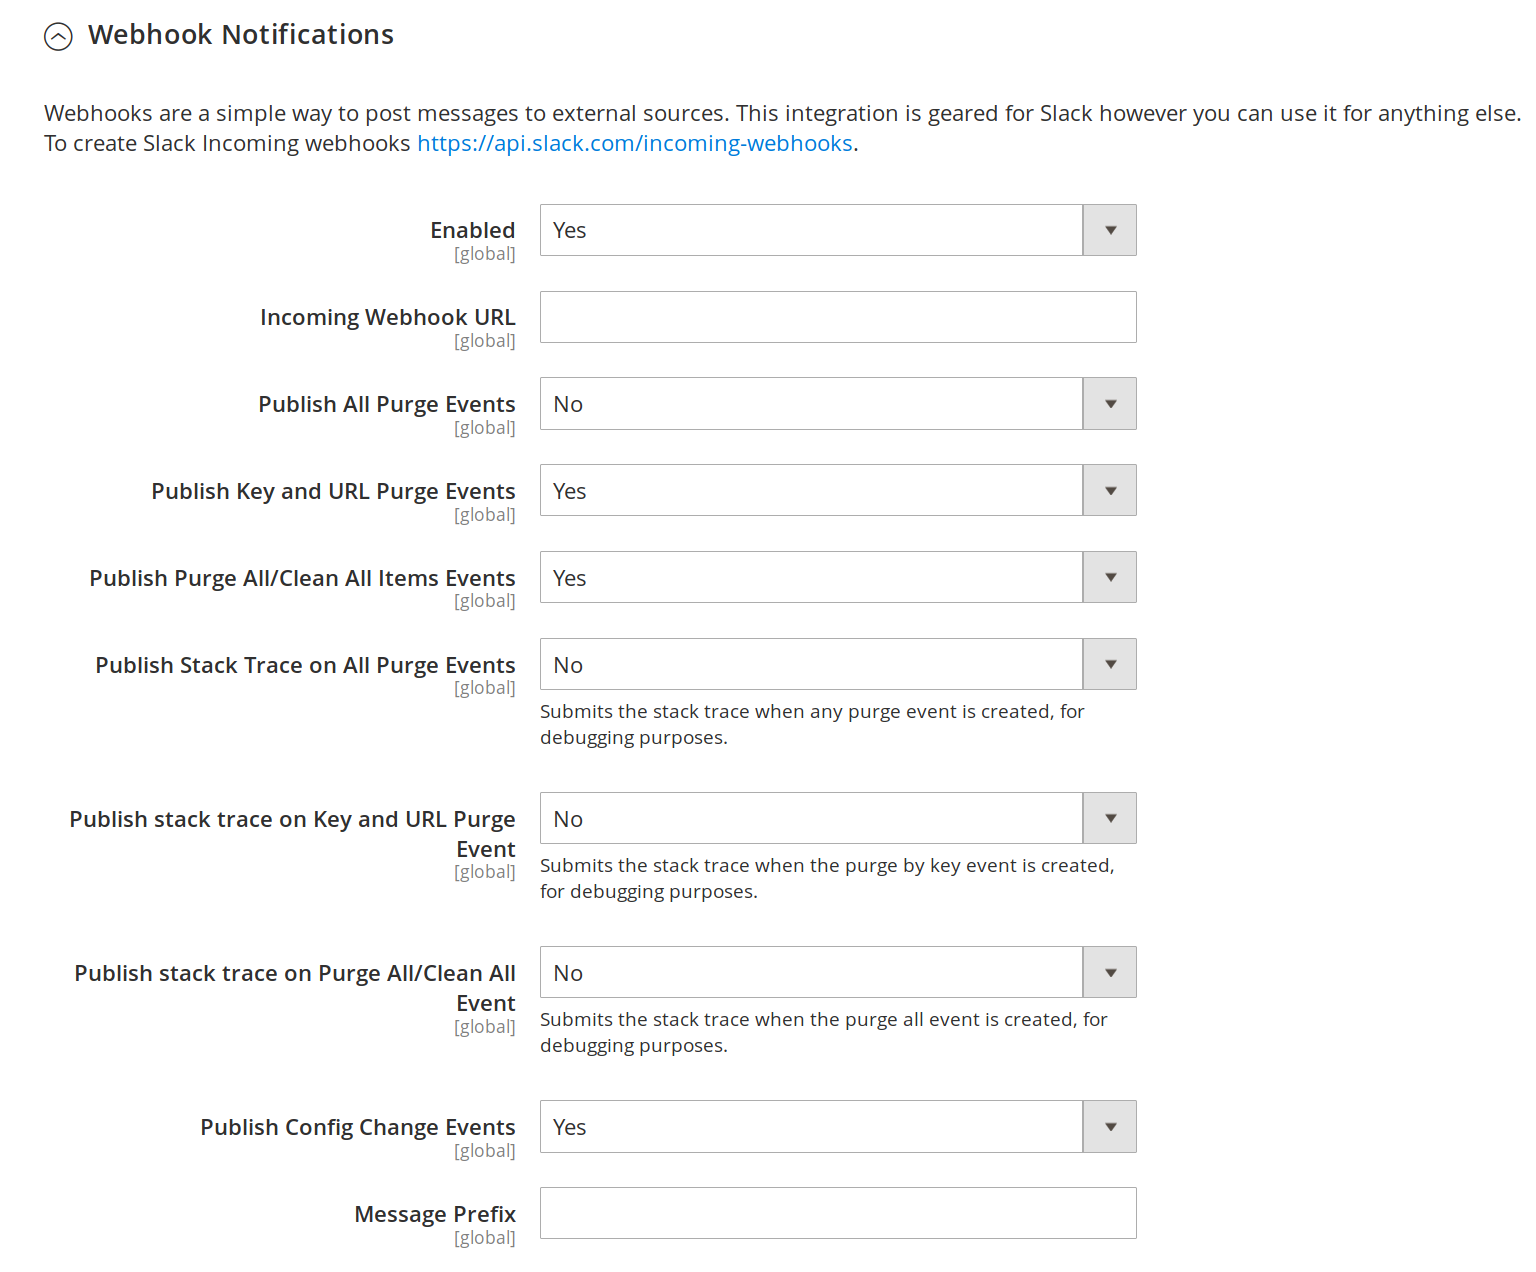 Webhook Notifications
Webhooks are a simple way to post messages to external sources. This integration is geared for Slack however you can use it for anything else.
To create Slack Incoming webhooks https://api.slack.com/incoming-webhooks.
Enabled
[global]
Yes
Incoming Webhook URL
[global]
Publish All Purge Events
[global]
No
Publish Key and URL Purge Events
[global]
Yes
Publish Purge All/Clean All Items Events
[global]
Yes
Publish Stack Trace on All Purge Events
[global]
No
Submits the stack trace when any purge event is created, for
debugging purposes.
Publish stack trace on Key and URL Purge
Event
[global]
No
Submits the stack trace when the purge by key event is created,
for debugging purposes.
Publish stack trace on Purge All/Clean All
Event
[global]
No
Submits the stack trace when the purge all event is created, for
debugging purposes.
Publish Config Change Events
[global]
Yes
Message Prefix
[global]